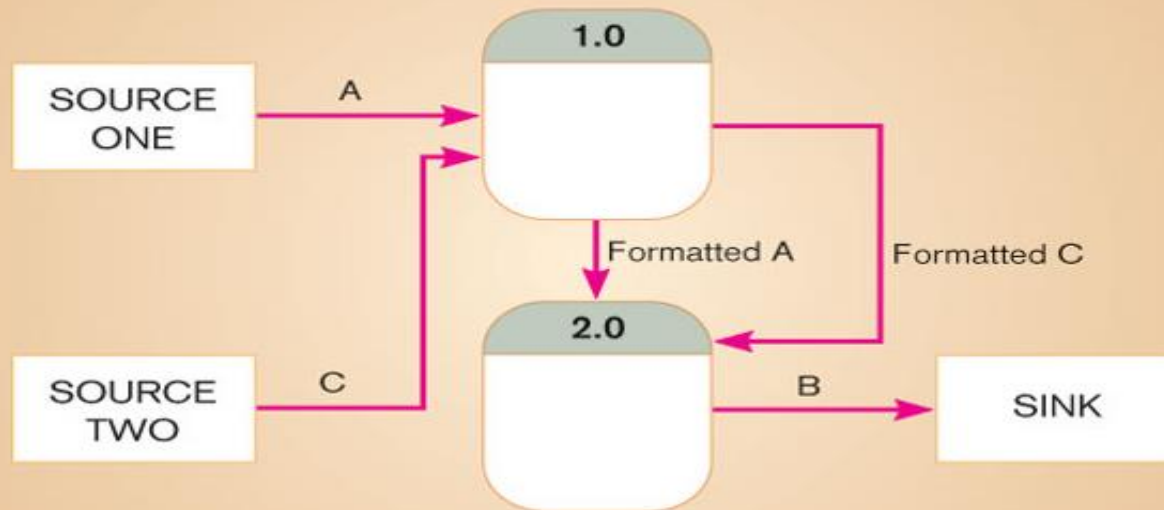 1.0
SOURCE
ONE
A
Formatted A
Formatted C
2.0
SOURCE
TWO
C
B
SINK